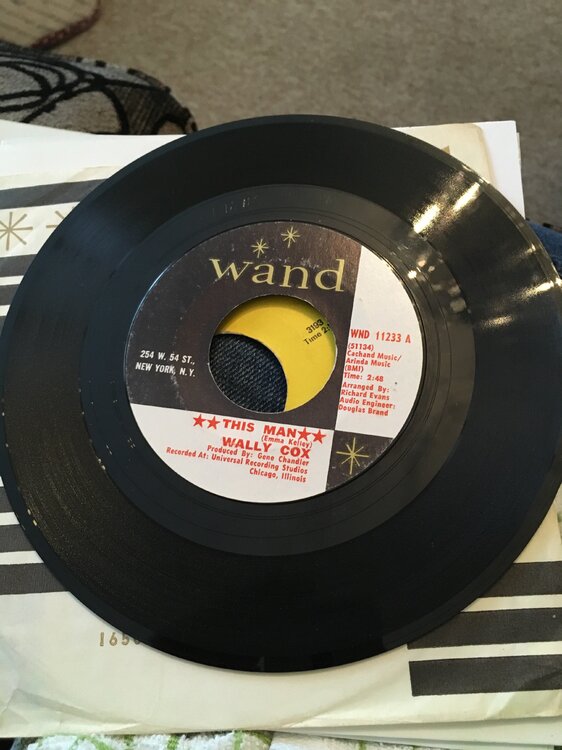 wand
254 W. 54 ST.,
NEW YORK, N.Y.
WND 11233 A
(51134)
Cachand Music/
Arinda Music
(BMI)
Time: 2:48
Arranged By:
Richard Evans
Audio Engineer:
Douglas Brand
★★THIS MAN★★
(Emma Kelley)
WALLY COX
Produced By: Gene Chandler
Recorded At: Universal Recording Studios
Chicago, Illinois
Time